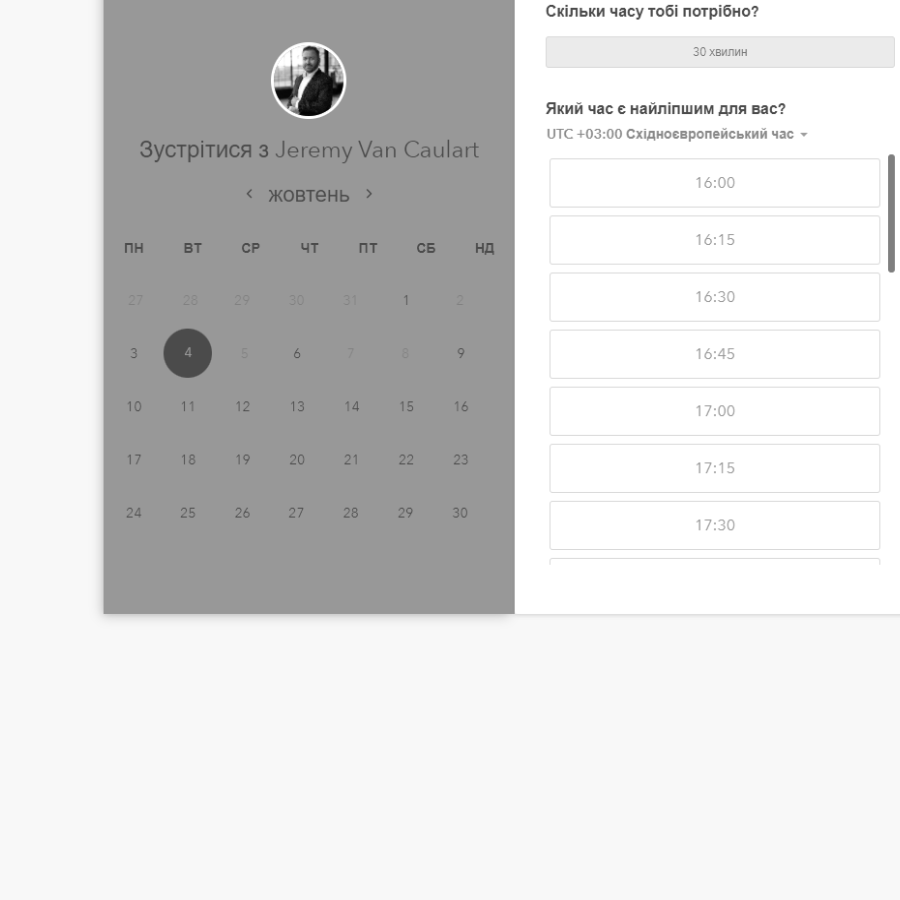 Зустрітися з Jeremy Van Caulart
жовтень
ПН ВТ СР ЧТ ПТ СБ НД
27 28 29 30 31 1 2
3 4 5 6 7 8 9
10 11 12 13 14 15 16
17 18 19 20 21 22 23
24 25 26 27 28 29 30
Скільки часу тобі потрібно?
30 хвилин
Який час є найліпшим для вас?
UTC +03:00 Східноєвропейський час
16:00
16:15
16:30
16:45
17:00
17:15
17:30